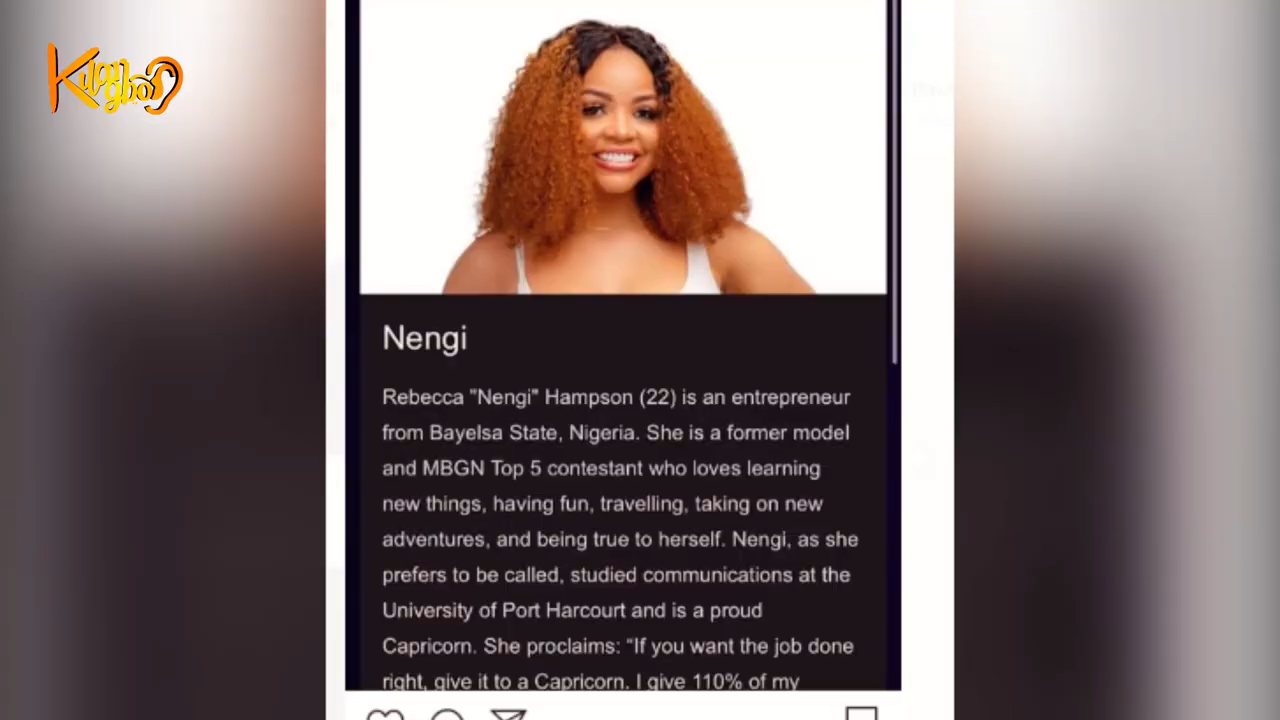 Kilon gbos
Nengi
Rebecca "Nengi" Hampson (22) is an entrepreneur
from Bayelsa State, Nigeria. She is a former model
and MBGN Top 5 contestant who loves learning
new things, having fun, travelling, taking on new
adventures, and being true to herself. Nengi, as she
prefers to be called, studied communications at the
University of Port Harcourt and is a proud
Capricorn. She proclaims: “If you want the job done
right, give it to a Capricorn. I give 110% of my